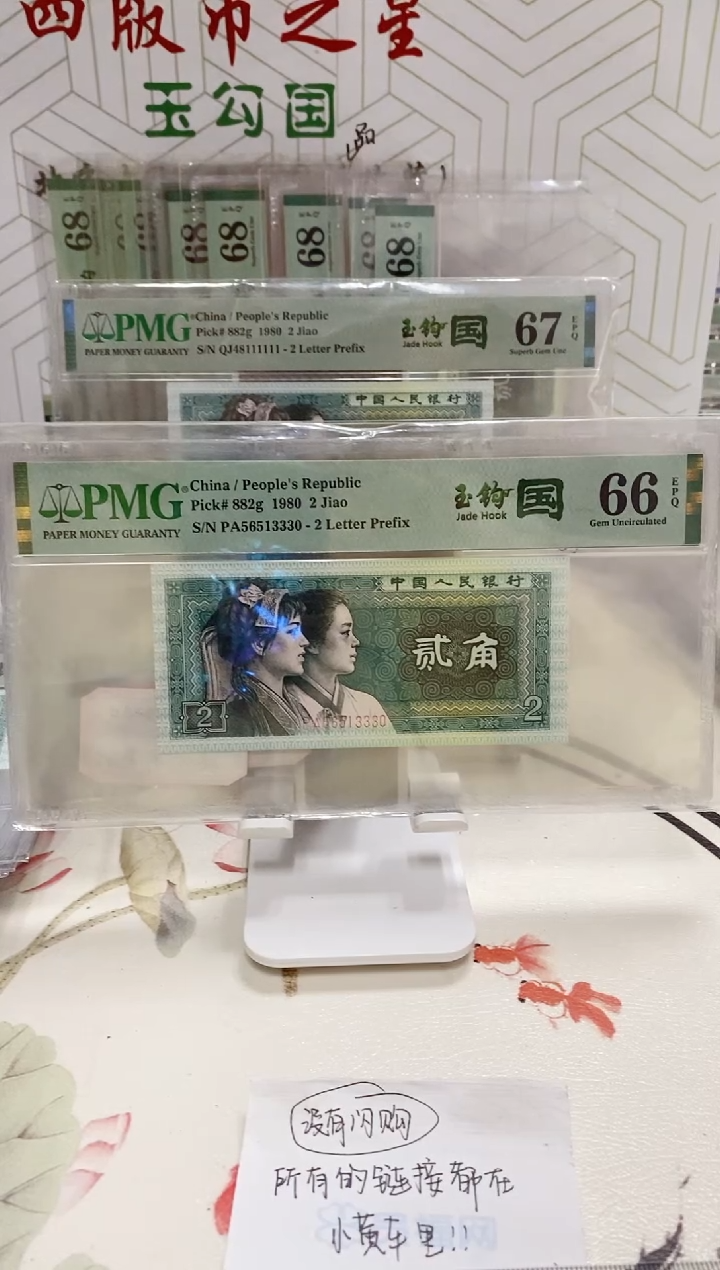 四版币之星
玉勾国
品
68
68 68 68 68
PMG China / People's Republic
Pick# 882g 1980 2 Jiao
PAPER MONEY GUARANTY S/N QJ48111111 - 2 Letter Prefix
玉钩国 67 EPQ
Jade Hook Superb Gem Unc
中国人民银行
PMG China / People's Republic
Pick# 882g 1980 2 Jiao
PAPER MONEY GUARANTY S/N PA56513330 - 2 Letter Prefix
玉钩国 66 EPQ
Jade Hook Gem Uncirculated
中国人民银行
贰角
PA56513330
2 2
没有闪购
所有的链接都在
小黄车里!!